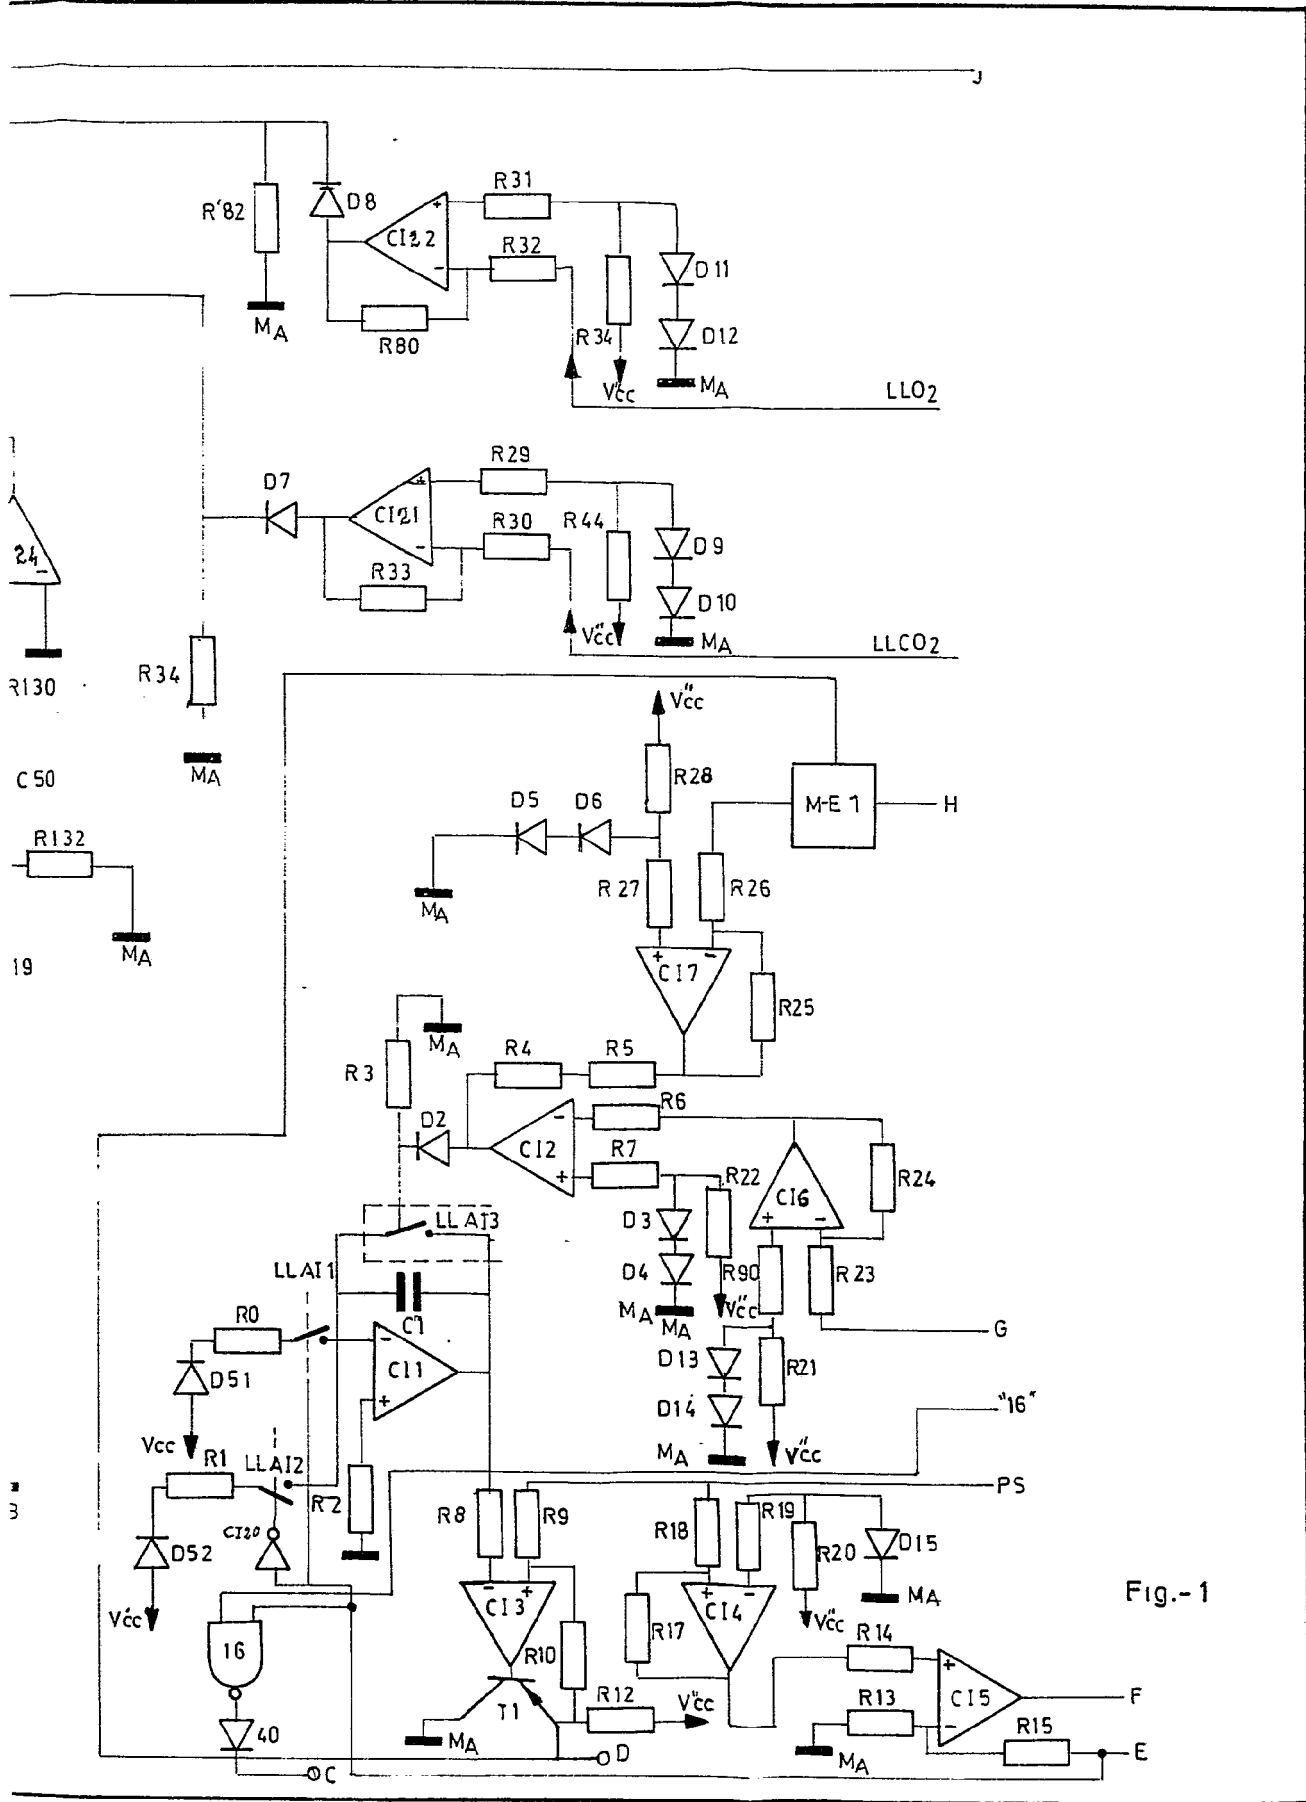 J
R31
R'82
D8
CI22
R32
D11
MA
R80
R34
D12
V"cc
MA
LLO2
R29
D7
CI21
R30
R44
D9
24
R33
D10
V"cc
MA
LLCO2
R34
R130
V"cc
MA
C50
R28
M-E 1
H
D5
D6
R132
R27
R26
MA
MA
19
CI7
R25
MA
R3
R4
R5
R6
D2
CI2
R7
R22
R24
CI6
LLAI3
D3
LLAI1
D4
R90
R23
R0
C1
MA
MA
V"cc
G
CI1
D13
R21
D51
D14
"16"
Vcc
R1
LLAI2
MA
V"cc
PS
R2
R8
R9
R18
R19
CI20
D52
R20
D15
CI3
CI4
MA
Fig.-1
V'cc
V"cc
16
R10
R17
R14
T1
R12
V"cc
R13
CI5
F
40
MA
R15
D
MA
E
C